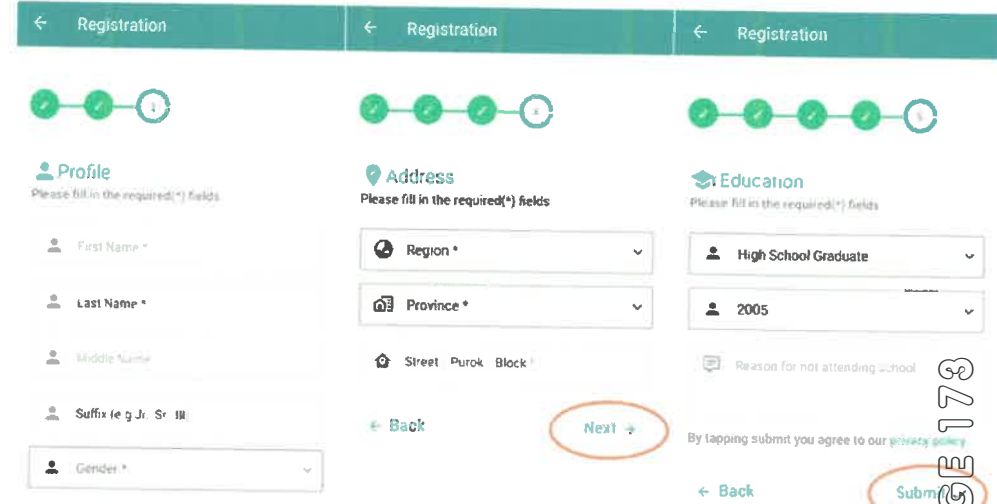 Registration
Profile
Please fill in the required(*) fields
First Name *
Last Name *
Middle Name
Suffix (e.g Jr. Sr. III)
Gender *
Registration
Address
Please fill in the required(*) fields
Region *
Province *
Street Purok Block *
Back
Next
Registration
5
Education
Please fill in the required(*) fields
High School Graduate
2005
Reason for not attending school
By tapping submit you agree to our privacy policy
Back
Submit
GE173